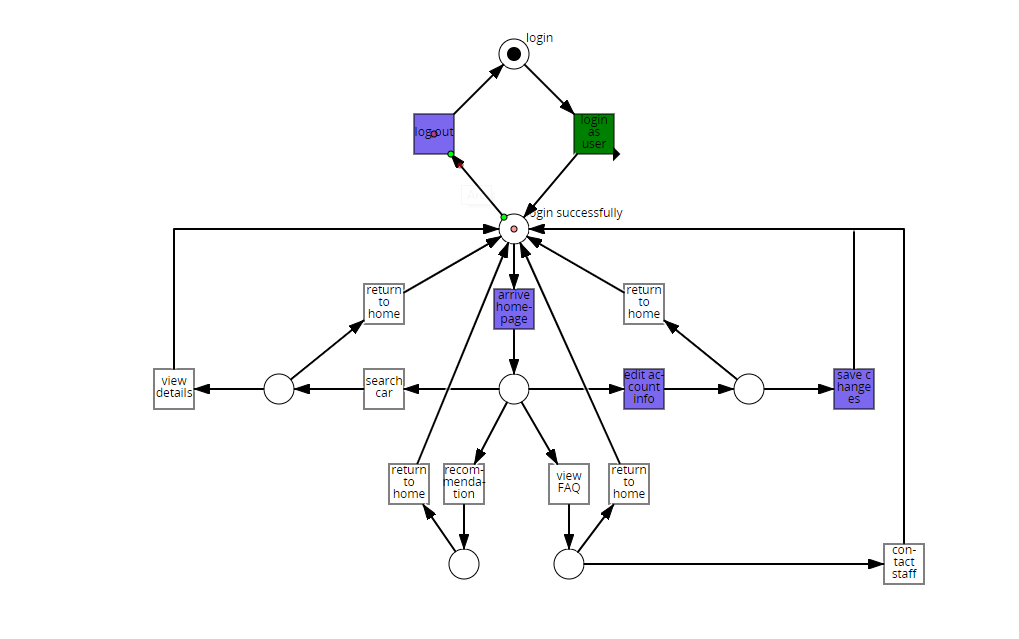 login
log out
login
as
user
login successfully
return
to
home
arrive
home-
page
return
to
home
view
details
search
car
edit ac-
count
info
save c
hange
es
return
to
home
recom-
menda-
tion
view
FAQ
return
to
home
con-
tact
staff